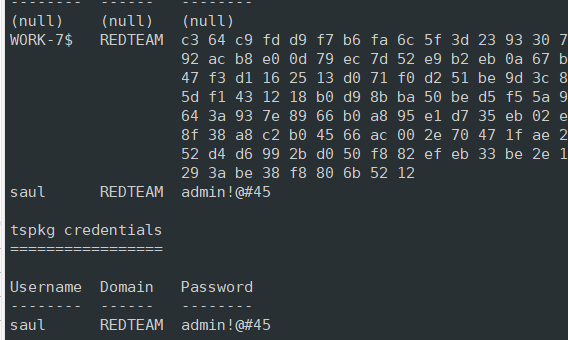 -------- ------ --------
(null) (null) (null)
WORK-7$ REDTEAM c3 64 c9 fd d9 f7 b6 fa 6c 5f 3d 23 93 30 7
92 ac b8 e0 0d 79 ec 7d 52 e9 b2 eb 0a 67 b
47 f3 d1 16 25 13 d0 71 f0 d2 51 be 9d 3c 8
5d f1 43 12 18 b0 d9 8b ba 50 be d5 f5 5a 9
64 3a 93 7e 89 66 b0 a8 95 e1 d7 35 eb 02 e
8f 38 a8 c2 b0 45 66 ac 00 2e 70 47 1f ae 2
52 d4 d6 99 2b d0 50 f8 82 ef eb 33 be 2e 1
29 3a be 38 f8 80 6b 52 12
saul REDTEAM admin!@#45
tspkg credentials
=================
Username Domain Password
-------- ------ --------
saul REDTEAM admin!@#45